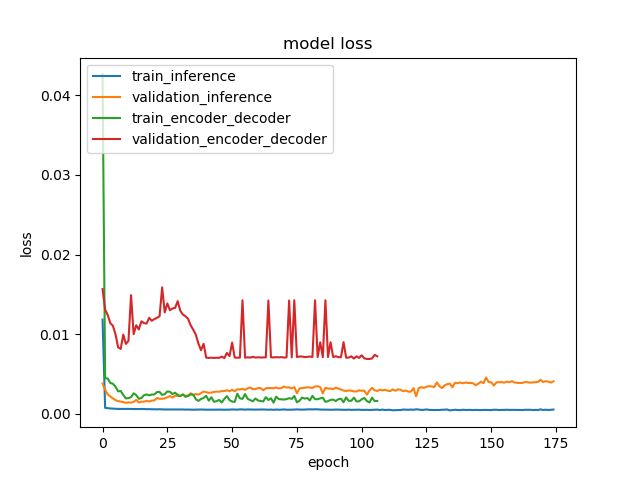 model loss
train_inference
validation_inference
train_encoder_decoder
validation_encoder_decoder
0.04
0.03
0.02
0.01
0.00
loss
0 25 50 75 100 125 150 175
epoch